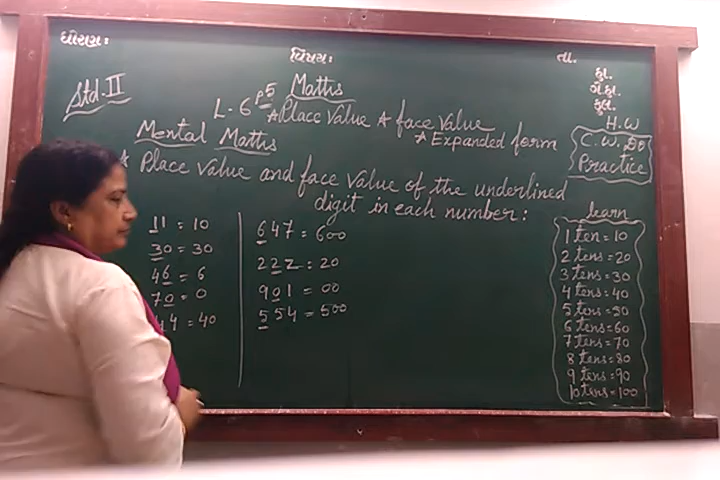 ધોરણ: વિષય: તા.
Std-II Maths કુા.
L-6 P5 ગે.હા.
* Place Value * face Value કુલ.
* Expanded form H.W
Mental Maths C.W. Do
* Place Value and face Value of the underlined Practice
digit in each number: learn
11 = 10 647 = 600 1 ten = 10
30 = 30 222 = 20 2 tens = 20
46 = 6 901 = 00 3 tens = 30
70 = 0 554 = 500 4 tens = 40
44 = 40 5 tens = 50
6 tens = 60
7 tens = 70
8 tens = 80
9 tens = 90
10 tens = 100